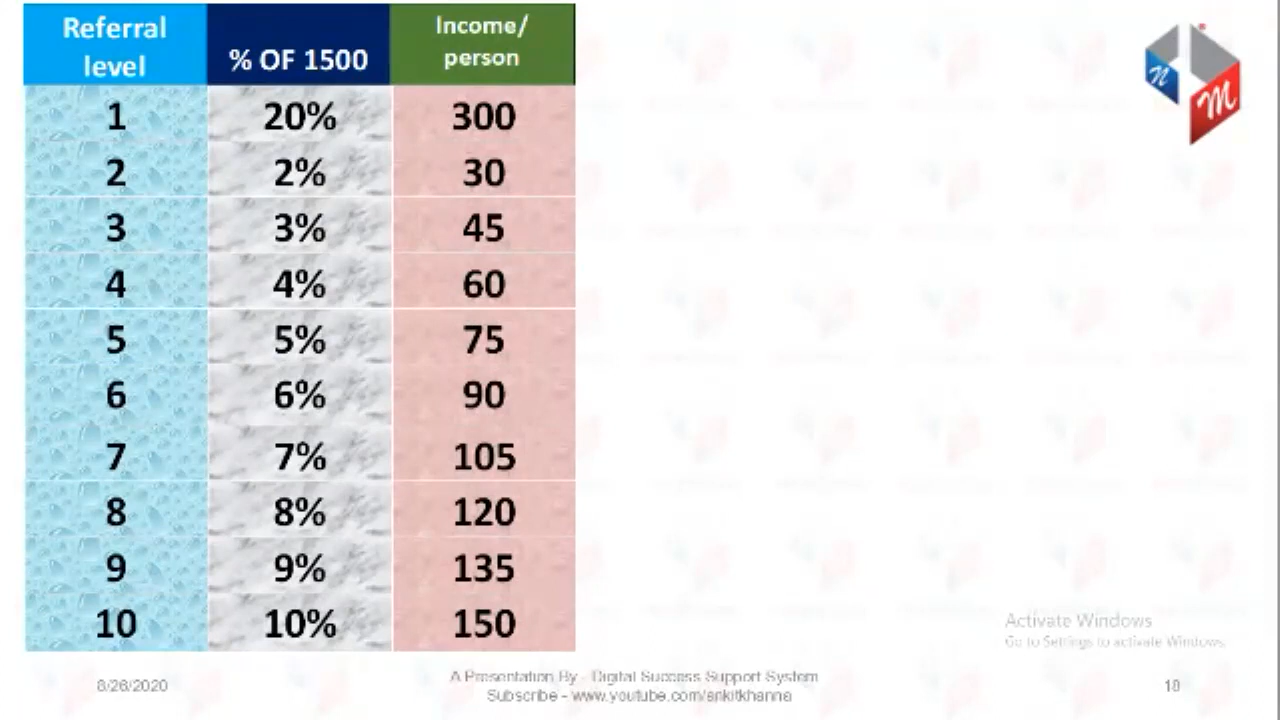 Referral level
% OF 1500
Income/ person
1 20% 300
2 2% 30
3 3% 45
4 4% 60
5 5% 75
6 6% 90
7 7% 105
8 8% 120
9 9% 135
10 10% 150
n M
Activate Windows
Go to Settings to activate Windows.
8/26/2020
A Presentation By - Digital Success Support System
Subscribe - www.youtube.com/ankitkhanna
18